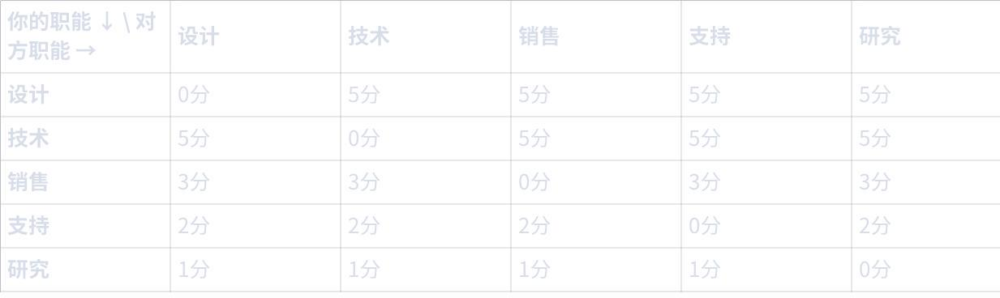 你的职能 ↓ \ 对
方职能 →
设计 技术 销售 支持 研究
设计 0分 5分 5分 5分 5分
技术 5分 0分 5分 5分 5分
销售 3分 3分 0分 3分 3分
支持 2分 2分 2分 0分 2分
研究 1分 1分 1分 1分 0分